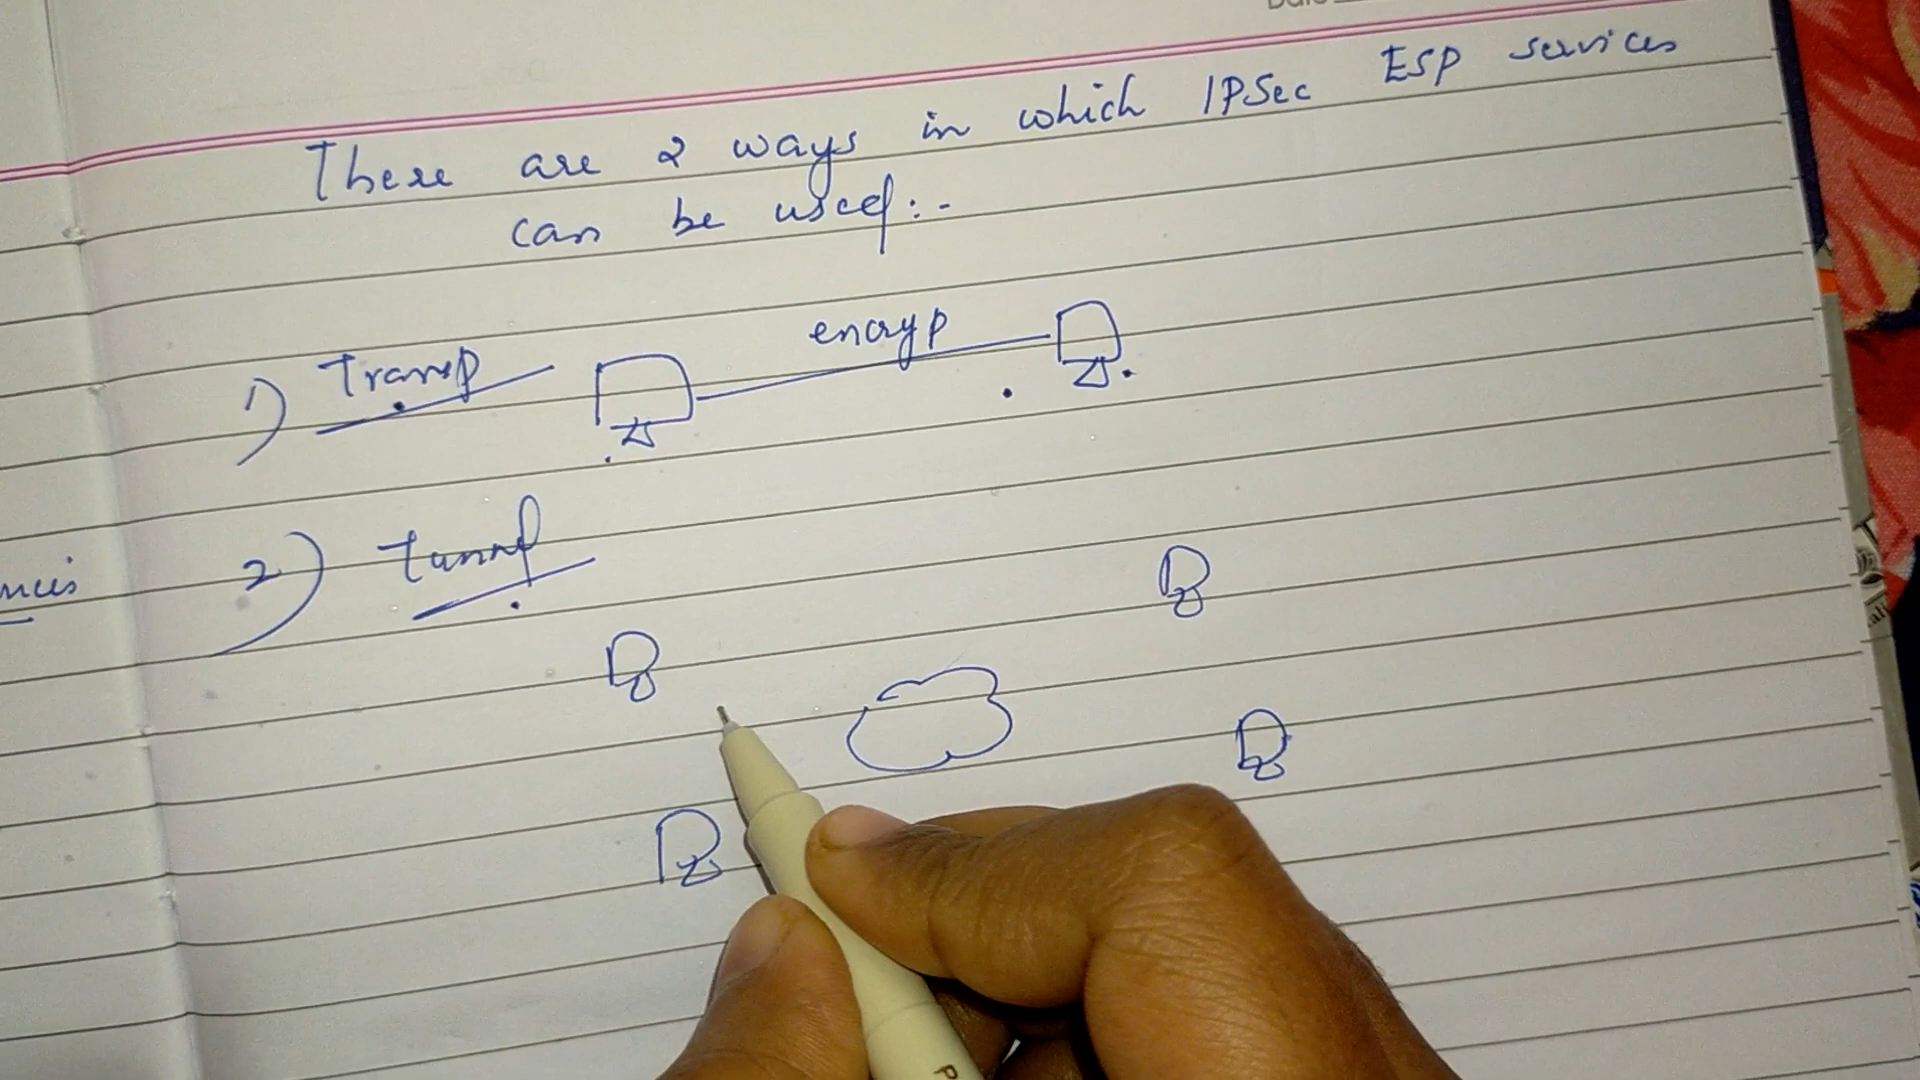 There are 2 ways in which IPSec ESP services
can be used:-
1) Transp
encryp
2) tunnel
P